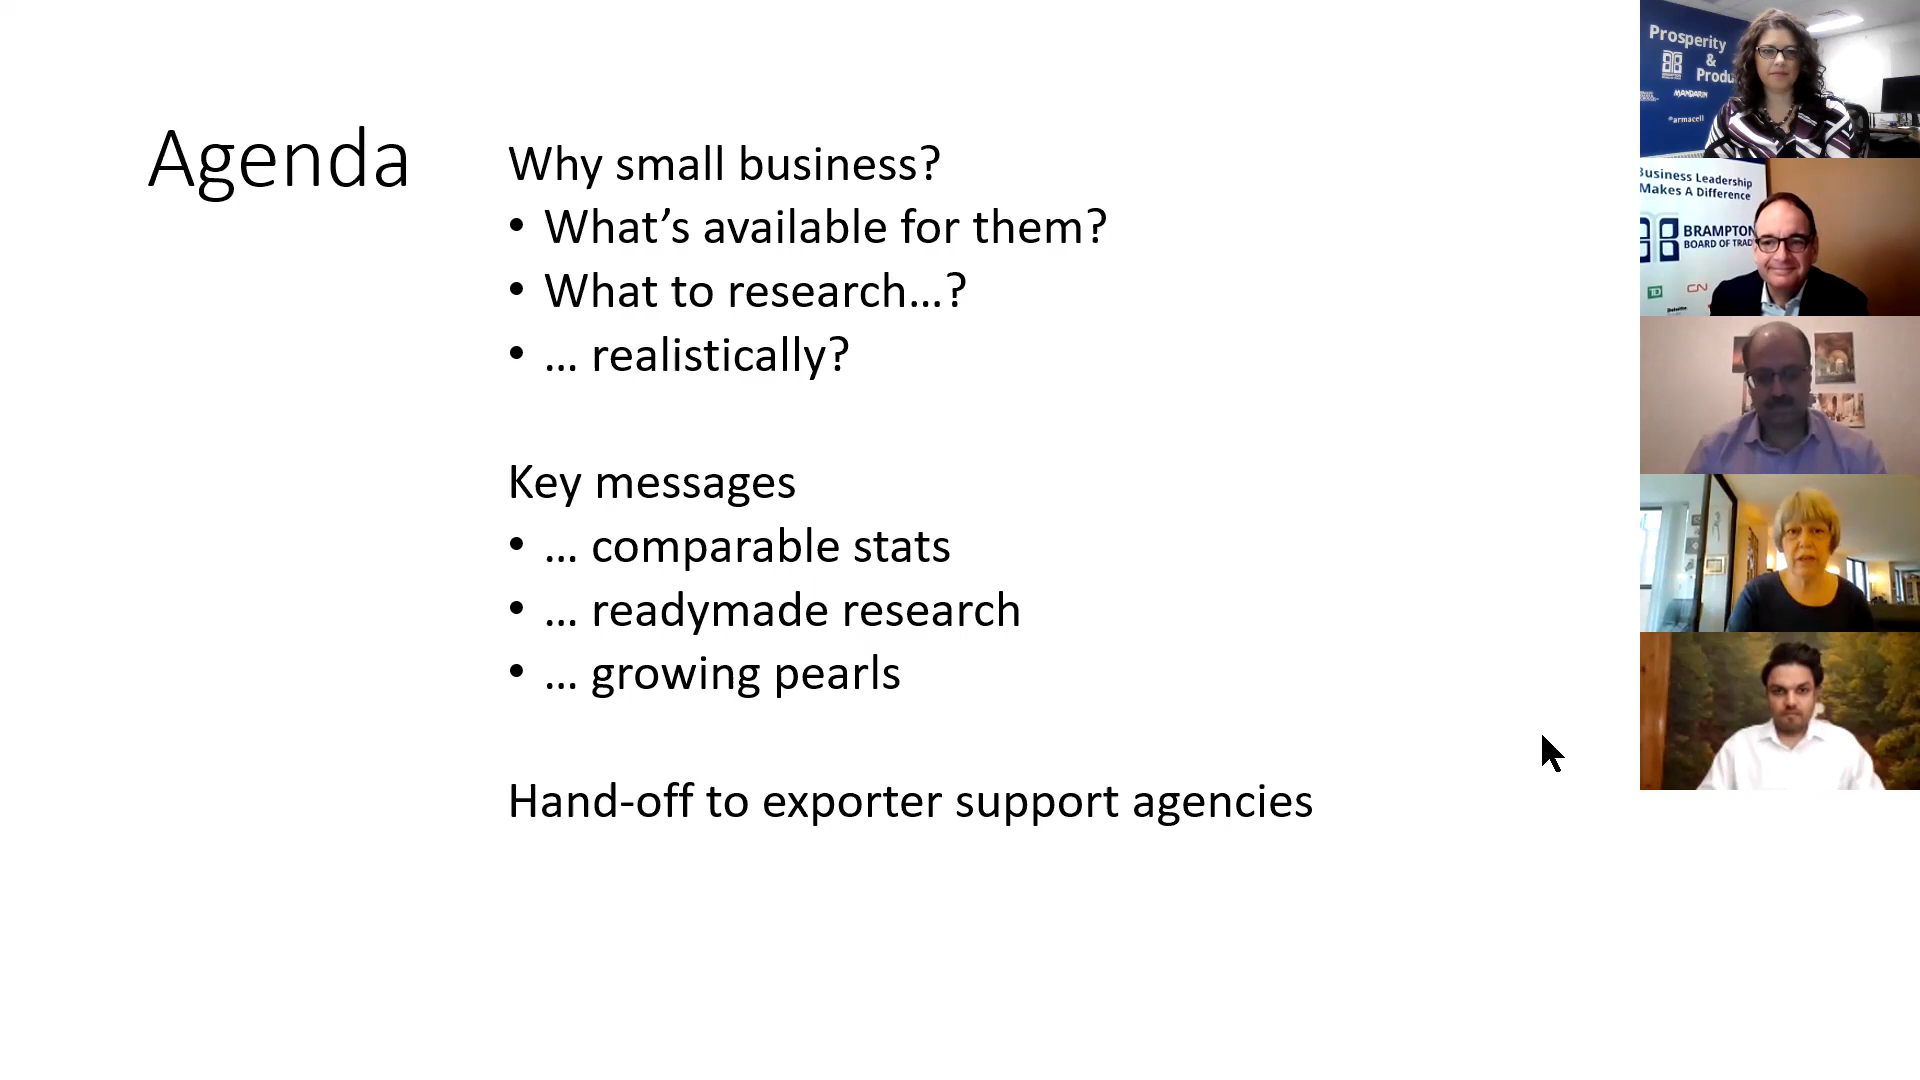 Agenda
Why small business?
• What’s available for them?
• What to research…?
• … realistically?
Key messages
• … comparable stats
• … readymade research
• … growing pearls
Hand-off to exporter support agencies
Prosperity
&
BRAMPTON
MANDARIN
armacell
Business Leadership
Makes A Difference
BRAMPTON
BOARD OF
TD
CN
Deloitte